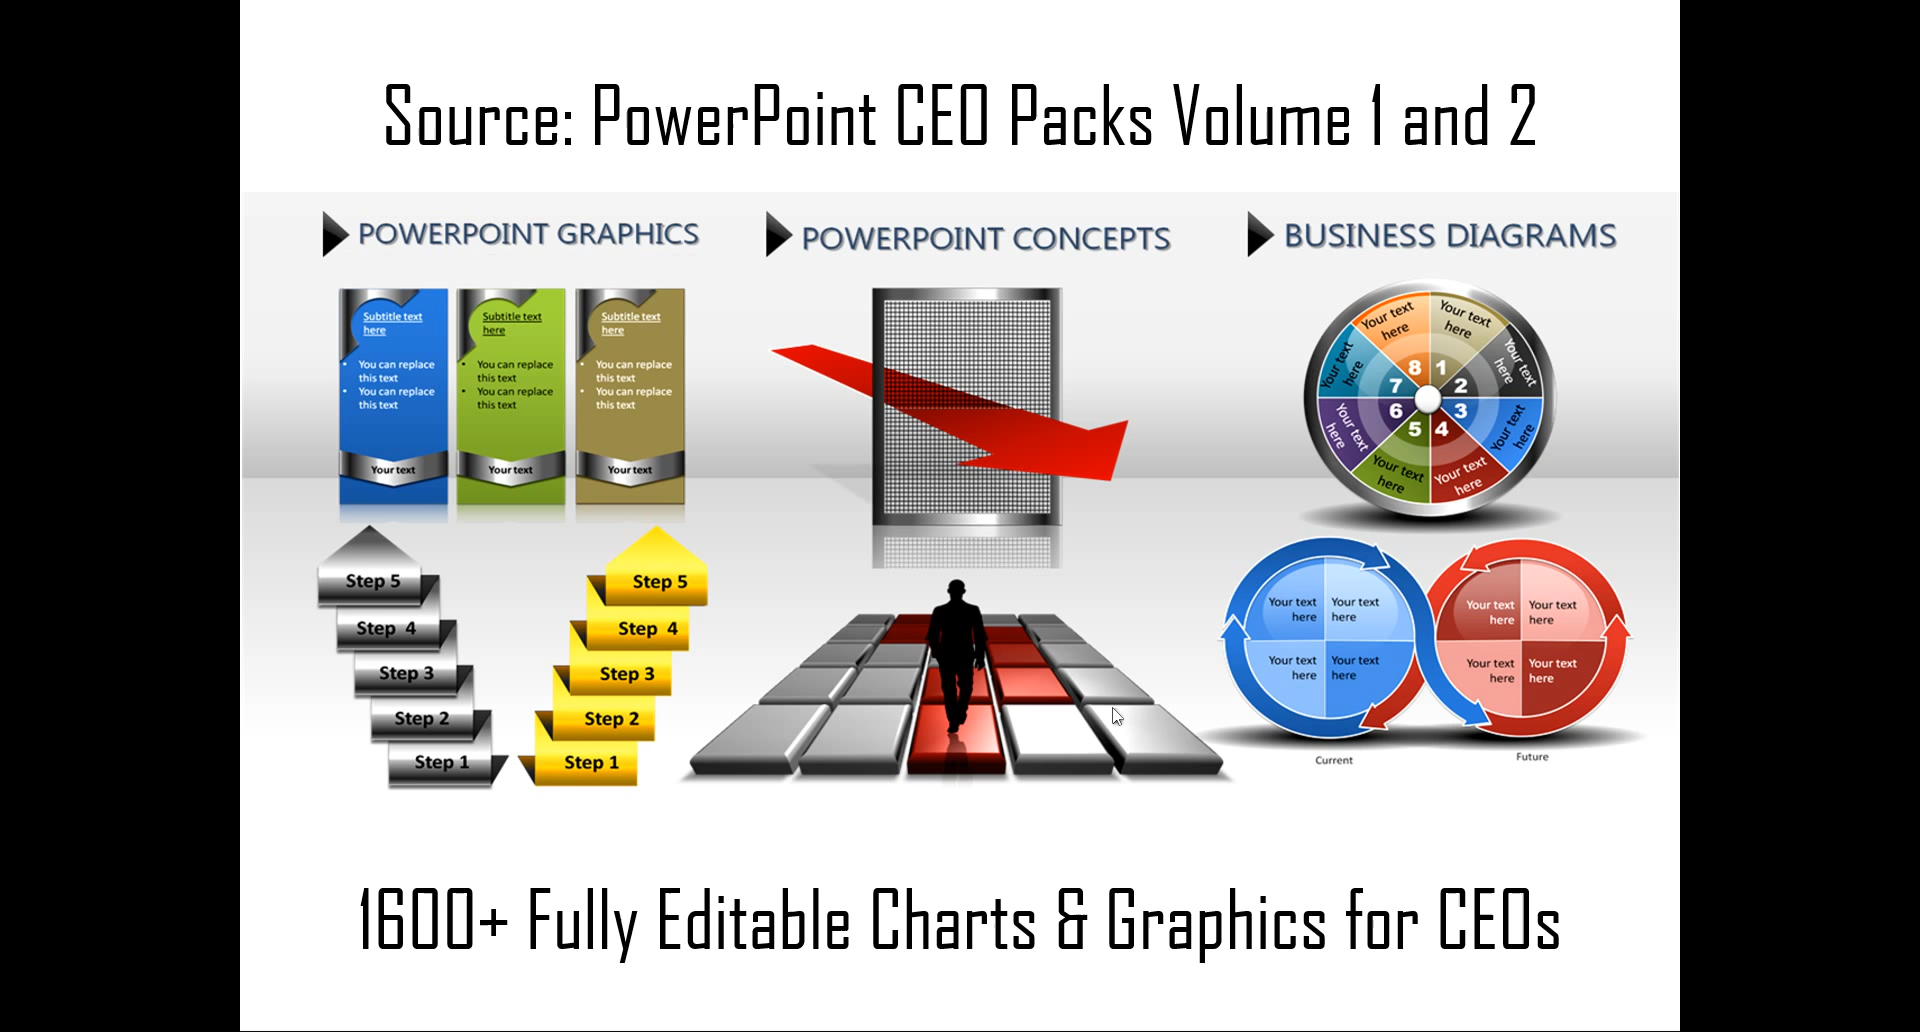 Source: PowerPoint CEO Packs Volume 1 and 2
POWERPOINT GRAPHICS
Subtitle text
here
• You can replace
this text
• You can replace
this text
Your text
Subtitle text
here
• You can replace
this text
• You can replace
this text
Your text
Subtitle text
here
• You can replace
this text
• You can replace
this text
Your text
Step 5
Step 4
Step 3
Step 2
Step 1
Step 5
Step 4
Step 3
Step 2
Step 1
POWERPOINT CONCEPTS
BUSINESS DIAGRAMS
Your text
here
1
Your text
here
2
Your text
here
3
Your text
here
4
Your text
here
5
Your text
here
6
Your text
here
7
Your text
here
8
Your text
here
Your text
here
Your text
here
Your text
here
Current
Your text
here
Your text
here
Your text
here
Your text
here
Future
1600+ Fully Editable Charts & Graphics for CEOs